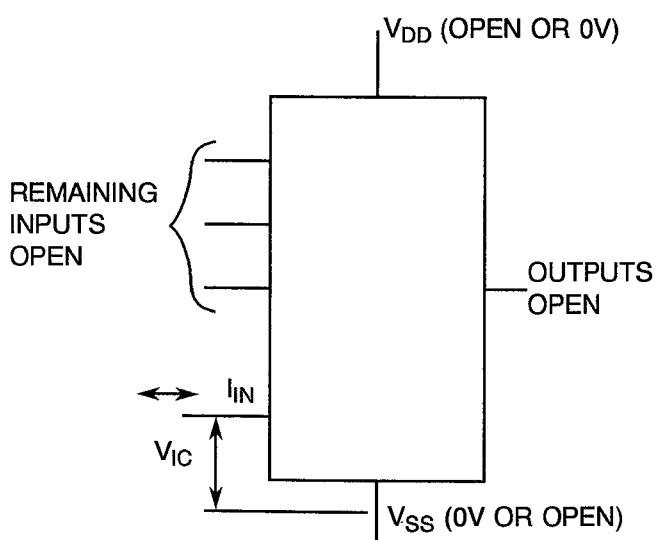 VDD (OPEN OR 0V)
REMAINING
INPUTS
OPEN
OUTPUTS
OPEN
IIN
VIC
VSS (0V OR OPEN)